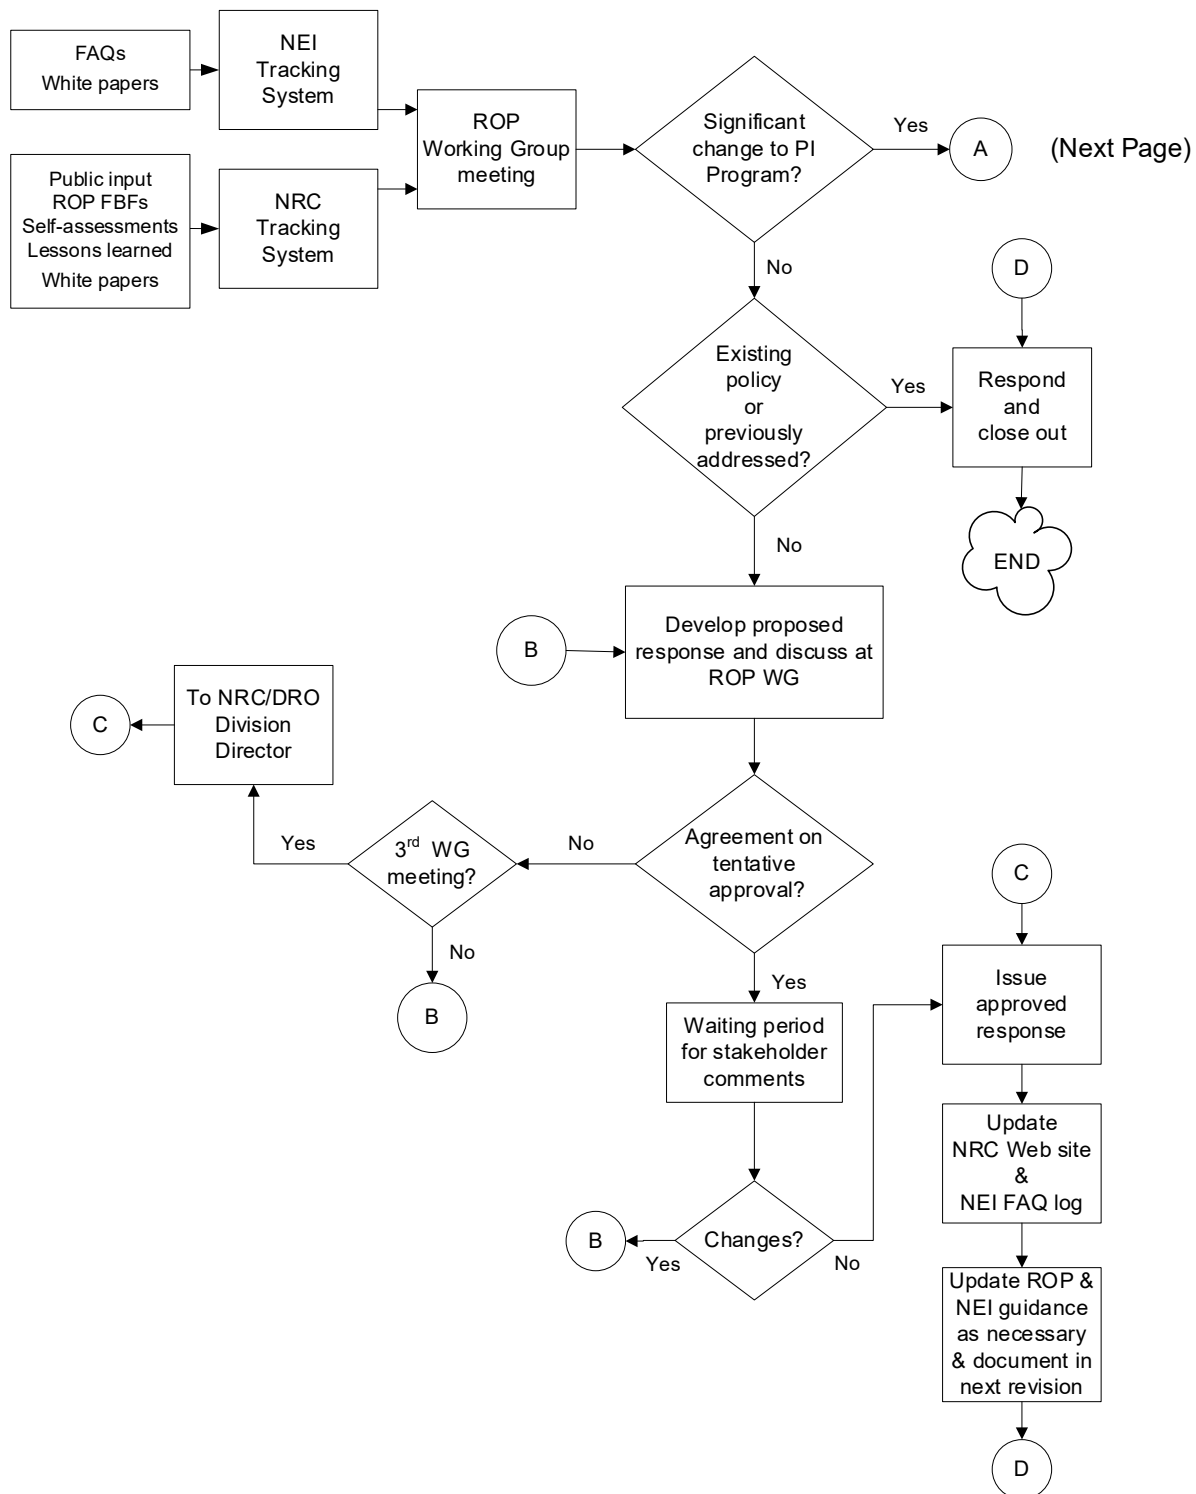 FAQs
White papers
NEI
Tracking
System
Public input
ROP FBFs
Self-assessments
Lessons learned
White papers
NRC
Tracking
System
ROP
Working Group
meeting
Significant
change to PI
Program?
Yes
A
(Next Page)
No
Existing
policy
or
previously
addressed?
Yes
D
Respond
and
close out
END
No
B
Develop proposed
response and discuss at
ROP WG
To NRC/DRO
Division
Director
C
Agreement on
tentative
approval?
No
3rd WG
meeting?
Yes
No
B
Yes
Waiting period
for stakeholder
comments
Changes?
Yes
B
No
C
Issue
approved
response
Update
NRC Web site
&
NEI FAQ log
Update ROP &
NEI guidance
as necessary
& document in
next revision
D